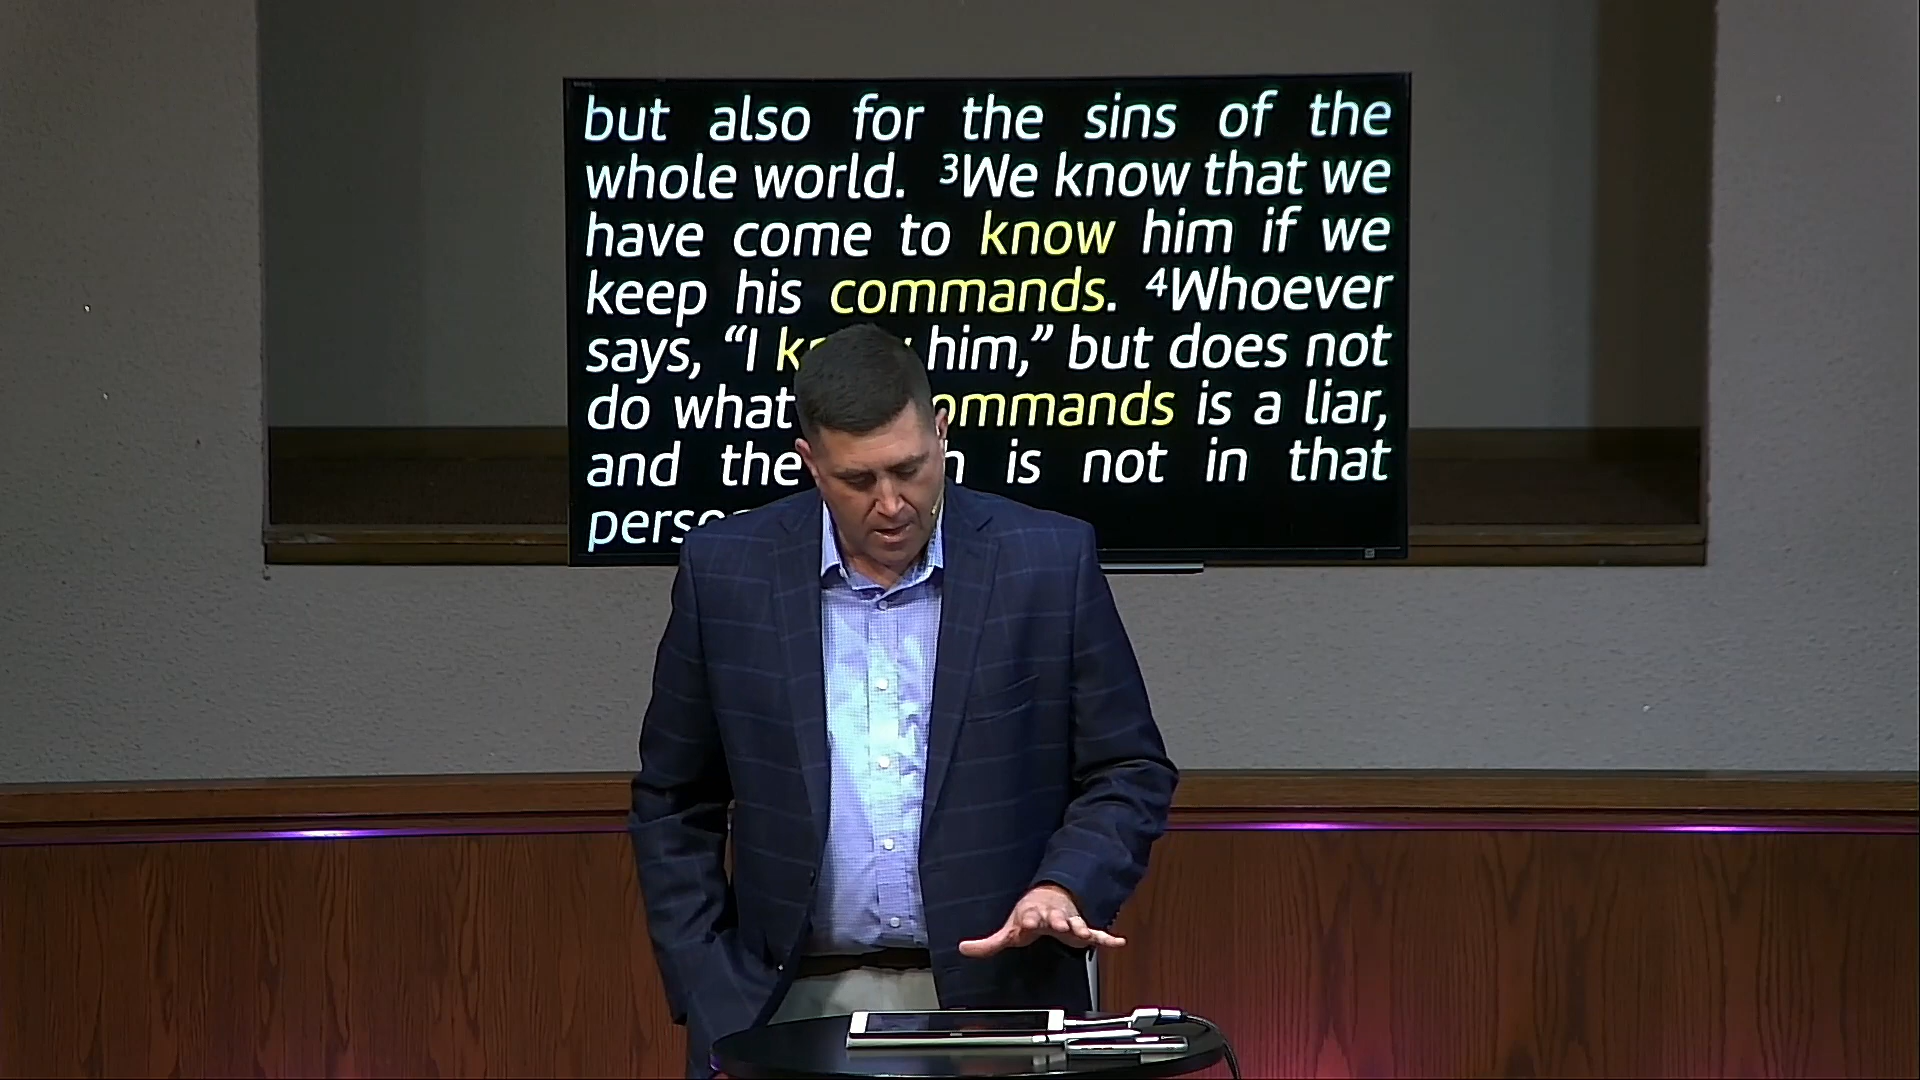 but also for the sins of the
whole world. ³We know that we
have come to know him if we
keep his commands. ⁴Whoever
says, “I him,” but does not
do what commands is a liar,
and the is not in that